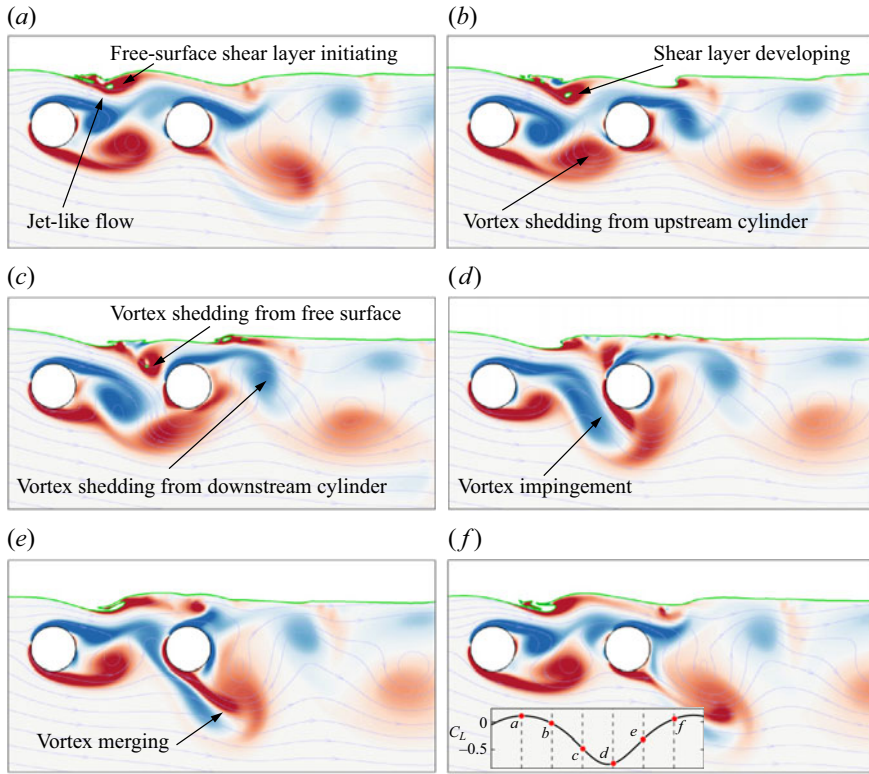 (a)
Free-surface shear layer initiating
Jet-like flow
(b)
Shear layer developing
Vortex shedding from upstream cylinder
(c)
Vortex shedding from free surface
Vortex shedding from downstream cylinder
(d)
Vortex impingement
(e)
Vortex merging
(f)
0
C_L
–0.5
a
b
c
d
e
f